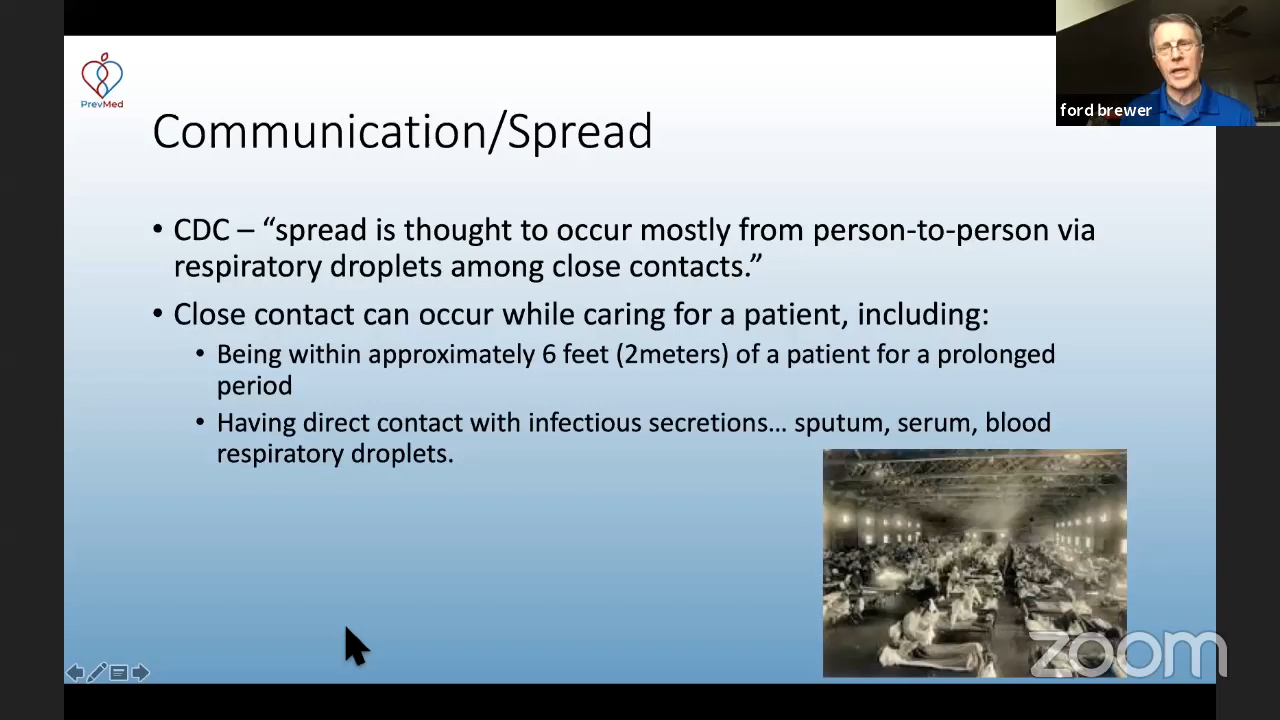 PrevMed
ford brewer
Communication/Spread
• CDC – “spread is thought to occur mostly from person-to-person via
respiratory droplets among close contacts.”
• Close contact can occur while caring for a patient, including:
• Being within approximately 6 feet (2meters) of a patient for a prolonged
period
• Having direct contact with infectious secretions... sputum, serum, blood
respiratory droplets.
zoom